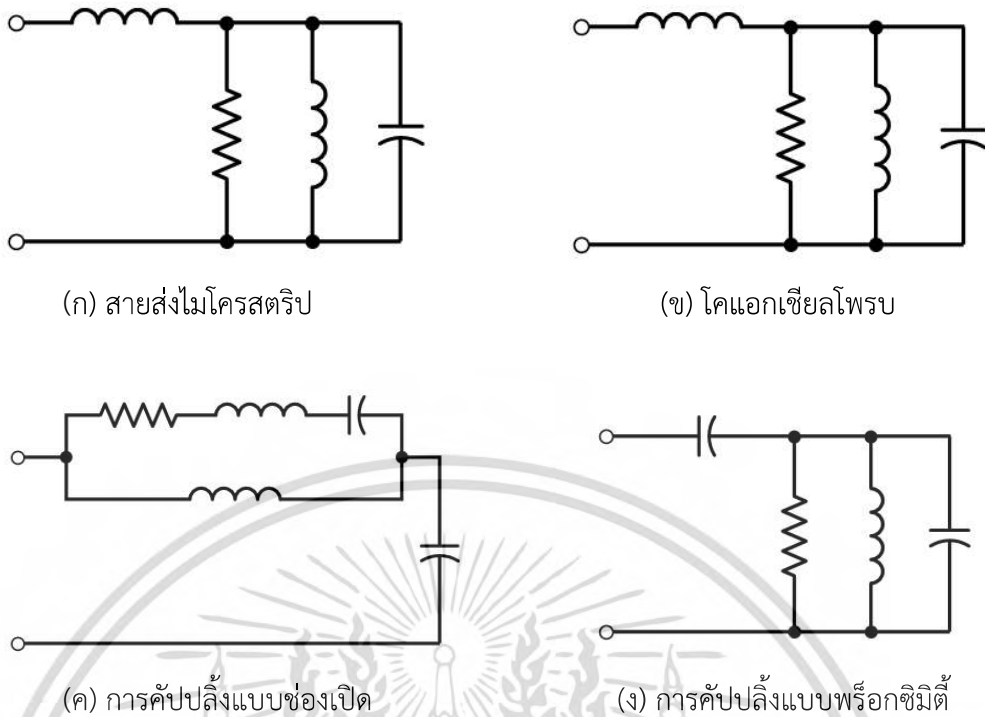 (ก) สายส่งไมโครสตริป
(ข) โคแอกเชียลโพรบ
(ค) การคัปปลิ้งแบบช่องเปิด
(ง) การคัปปลิ้งแบบพร็อกซิมิตี้